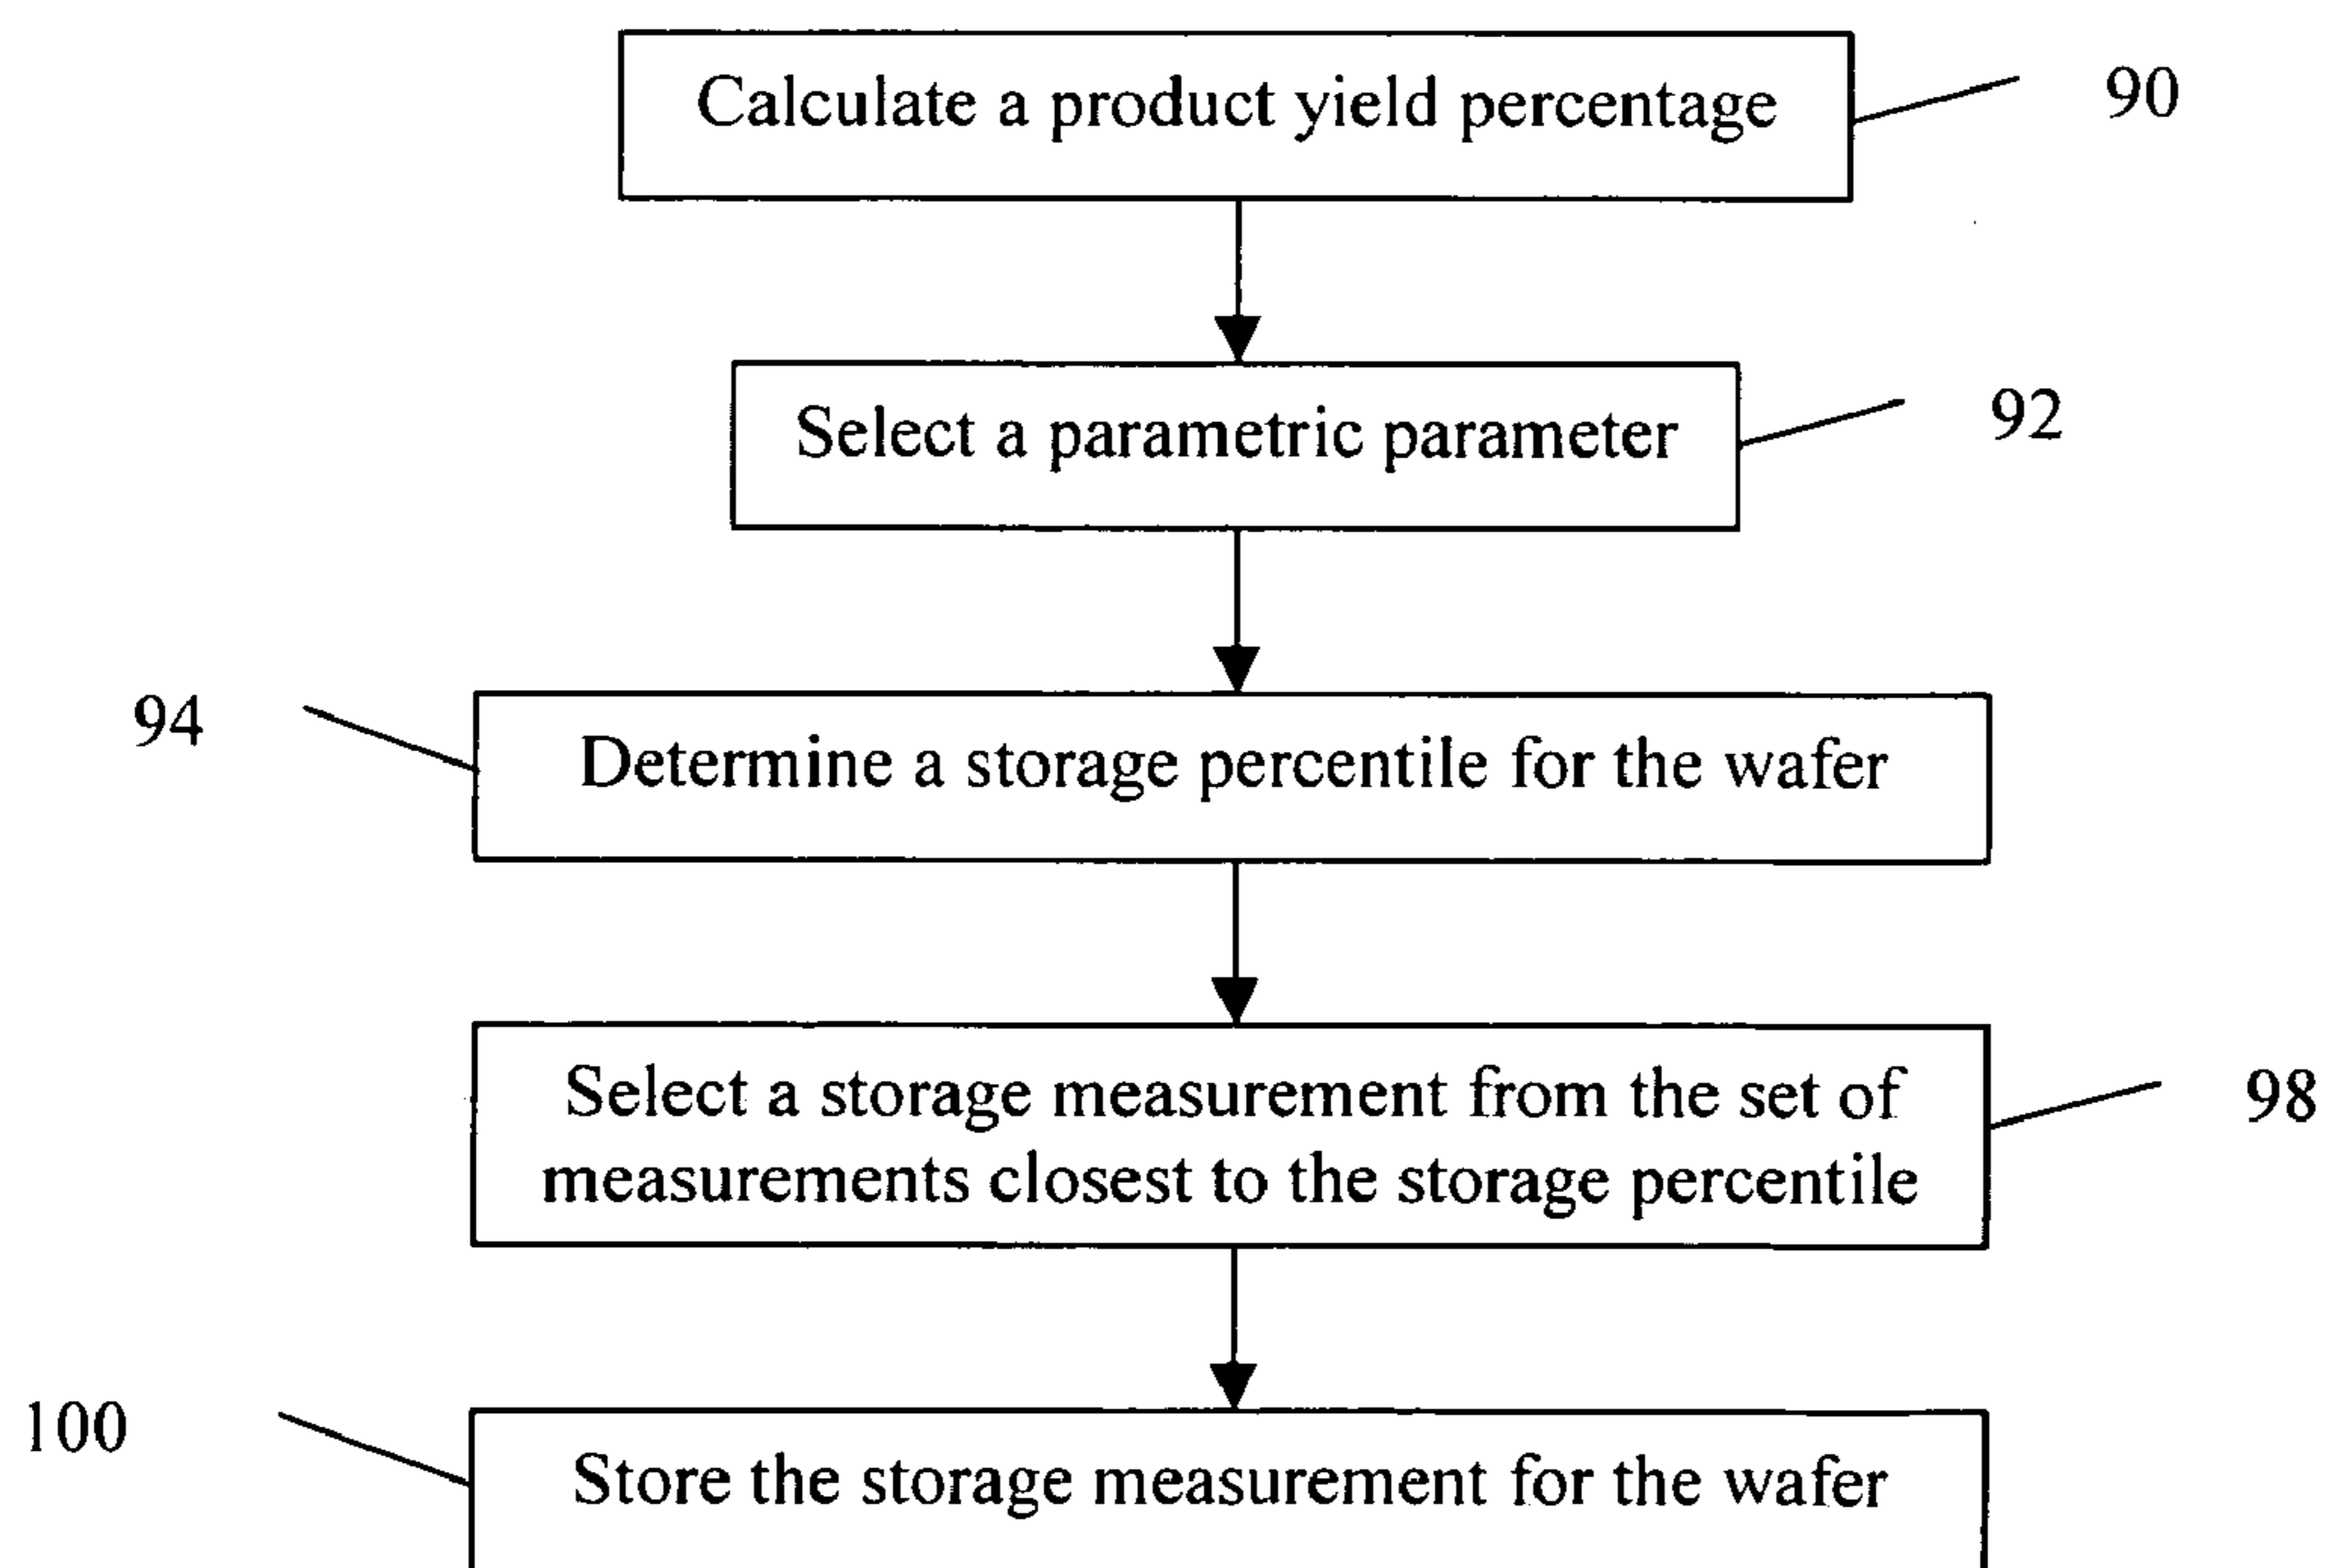 Calculate a product yield percentage
90
Select a parametric parameter
92
94
Determine a storage percentile for the wafer
Select a storage measurement from the set of
measurements closest to the storage percentile
98
100
Store the storage measurement for the wafer